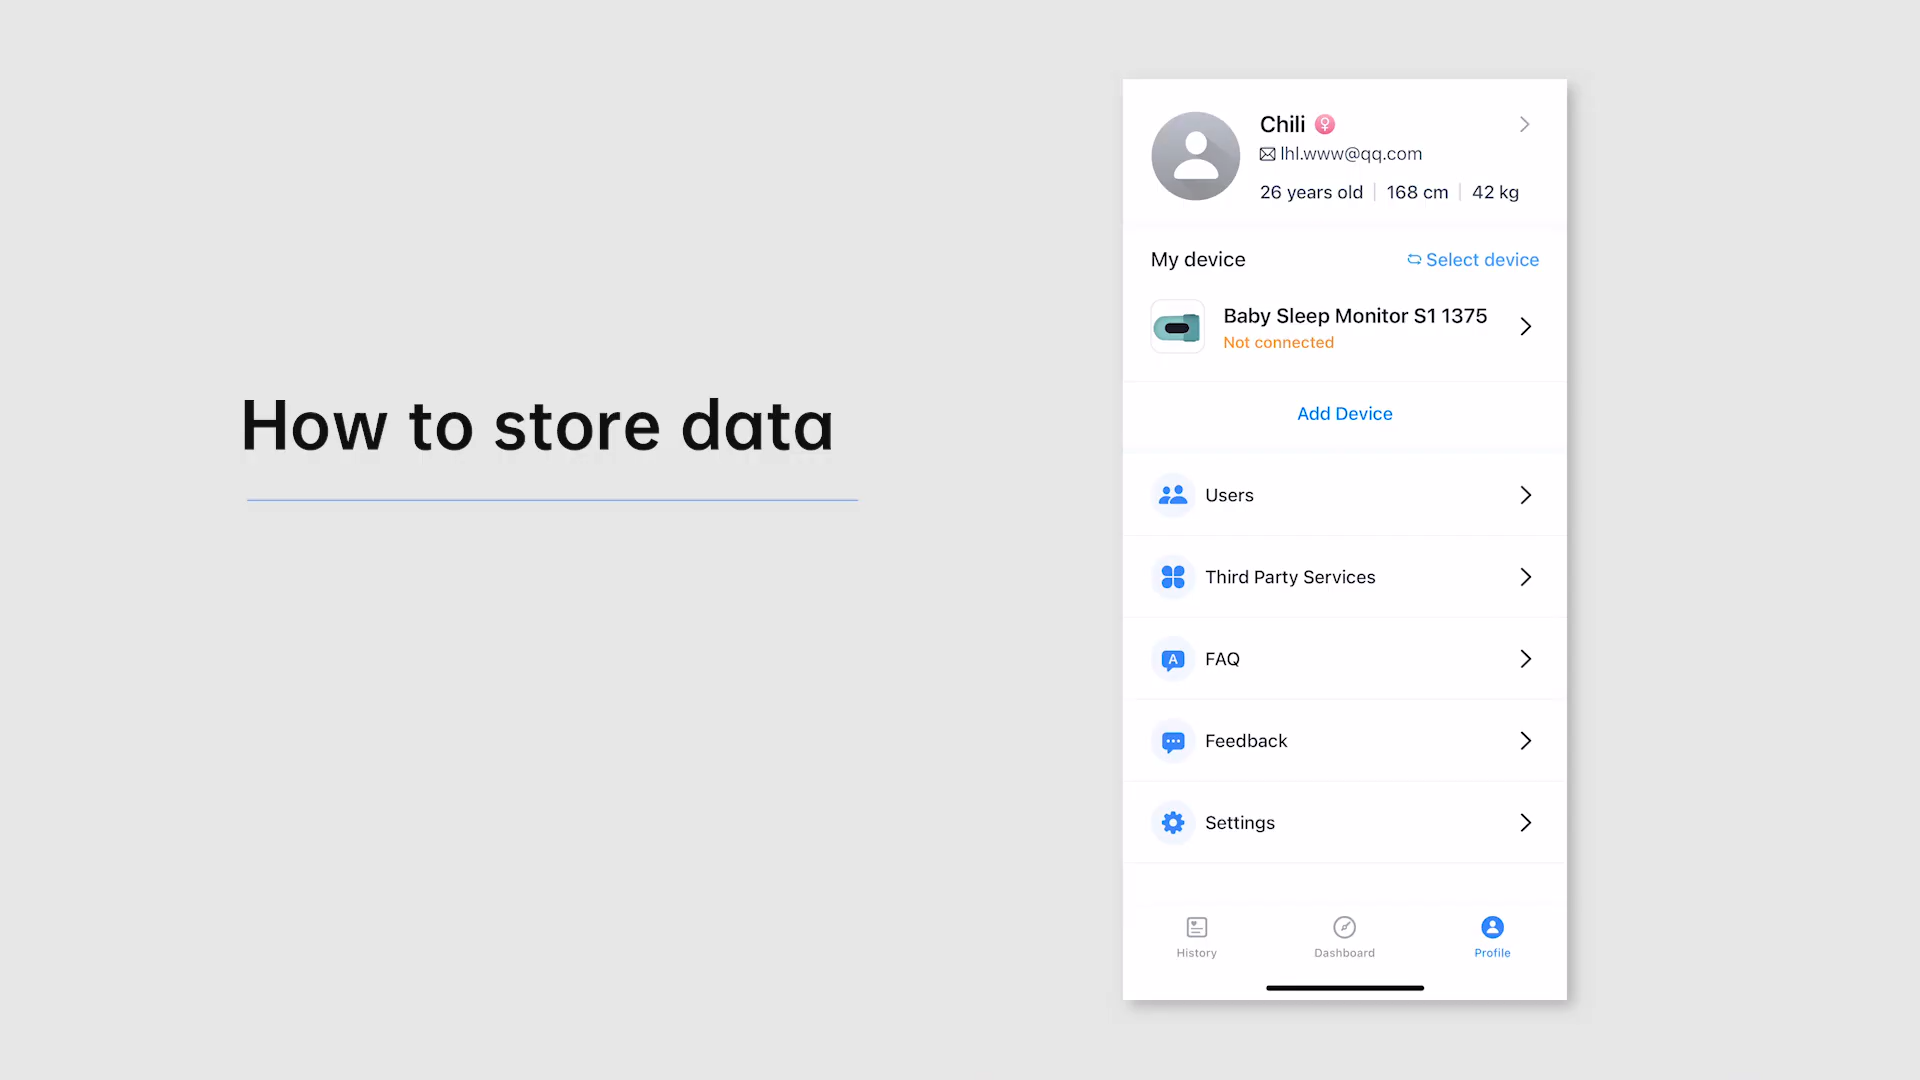 How to store data
Chili
lhl.www@qq.com
26 years old | 168 cm | 42 kg
My device
Select device
Baby Sleep Monitor S1 1375
Not connected
Add Device
Users
Third Party Services
A
FAQ
Feedback
Settings
History
Dashboard
Profile